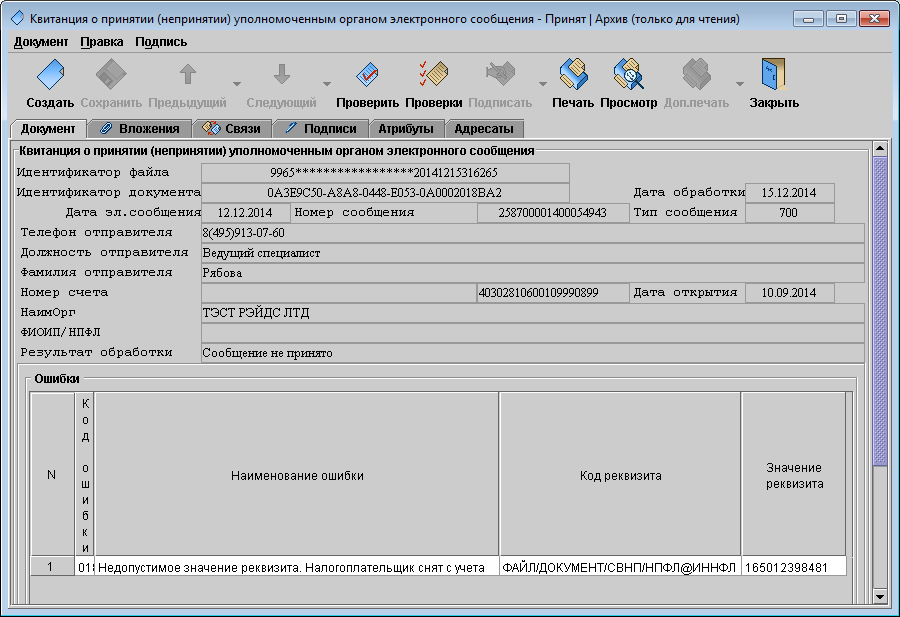 Квитанция о принятии (непринятии) уполномоченным органом электронного сообщения - Принят | Архив (только для чтения)
Документ Правка Подпись
Создать Сохранить Предыдущий Следующий Проверить Проверки Подписать Печать Просмотр Доп.печать Закрыть
Документ Вложения Связи Подписи Атрибуты Адресаты
Квитанция о принятии (непринятии) уполномоченным органом электронного сообщения
Идентификатор файла 9965*****************20141215316265
Идентификатор документа 0A3E9C50-A8A8-0448-E053-0A0002018BA2 Дата обработки 15.12.2014
Дата эл.сообщения 12.12.2014 Номер сообщения 258700001400054943 Тип сообщения 700
Телефон отправителя 8(495)913-07-60
Должность отправителя Ведущий специалист
Фамилия отправителя Рябова
Номер счета 40302810600109990899 Дата открытия 10.09.2014
НаимОрг ТЭСТ РЭЙДС ЛТД
ФИОИП/НПФЛ
Результат обработки Сообщение не принято
Ошибки
N Код ошибки Наименование ошибки Код реквизита Значение
реквизита
1 018 Недопустимое значение реквизита. Налогоплательщик снят с учета ФАЙЛ/ДОКУМЕНТ/СВНП/НПФЛ@ИННФЛ 165012398481